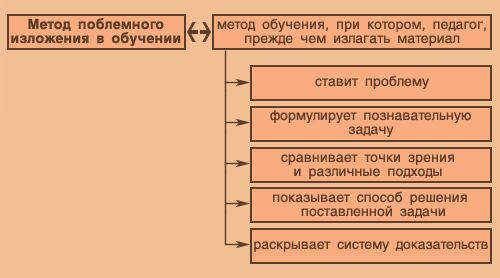 Метод поблемного
изложения в обучении
метод обучения, при котором, педагог,
прежде чем излагать материал
ставит проблему
формулирует познавательную
задачу
сравнивает точки зрения
и различные подходы
показывает способ решения
поставленной задачи
раскрывает систему доказательств